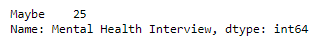 Maybe    25
Name: Mental Health Interview, dtype: int64